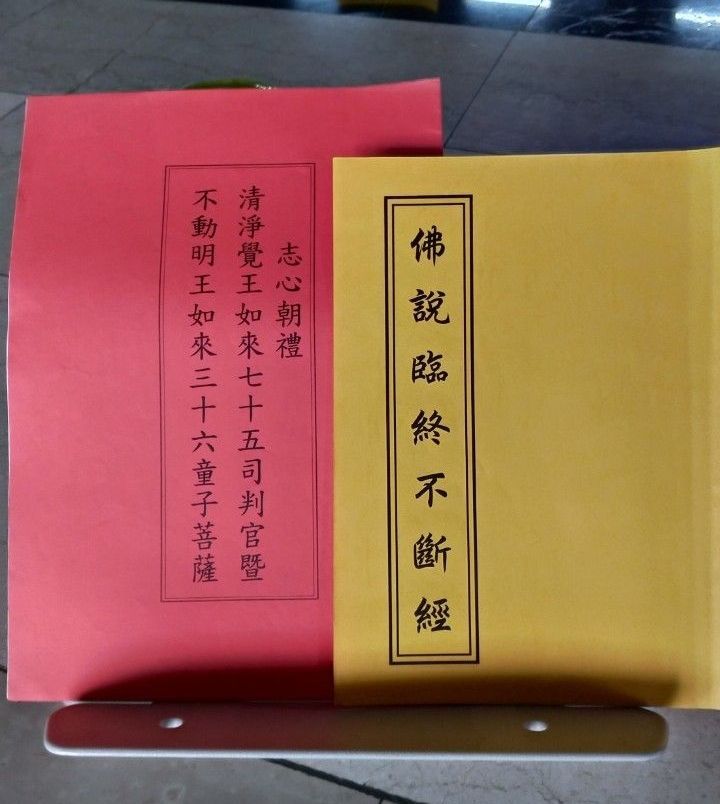 志心朝禮
清淨覺王如來七十五司判官暨
不動明王如來三十六童子菩薩
佛說臨終不斷經